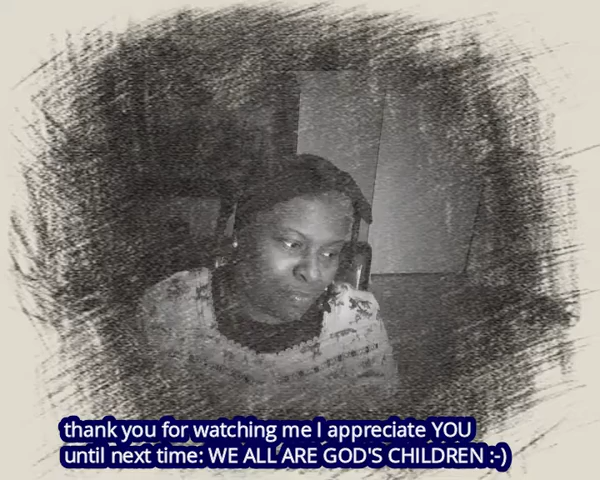 thank you for watching me I appreciate YOU
until next time: WE ALL ARE GOD'S CHILDREN :-)